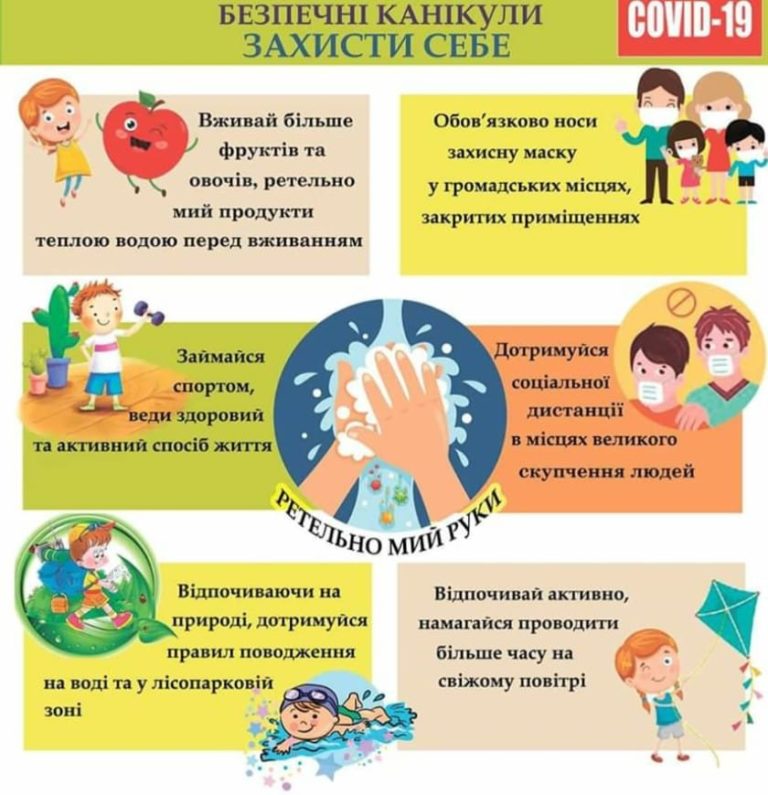 БЕЗПЕЧНІ КАНІКУЛИ
ЗАХИСТИ СЕБЕ
COVID-19
Вживай більше
фруктів та
овочів, ретельно
мий продукти
теплою водою перед вживанням
Обов’язково носи
захисну маску
у громадських місцях,
закритих приміщеннях
Займайся
спортом,
веди здоровий
та активний спосіб життя
РЕТЕЛЬНО МИЙ РУКИ
Дотримуйся
соціальної
дистанції
в місцях великого
скупчення людей
Відпочиваючи на
природі, дотримуйся
правил поводження
на воді та у лісопарковій
зоні
Відпочивай активно,
намагайся проводити
більше часу на
свіжому повітрі